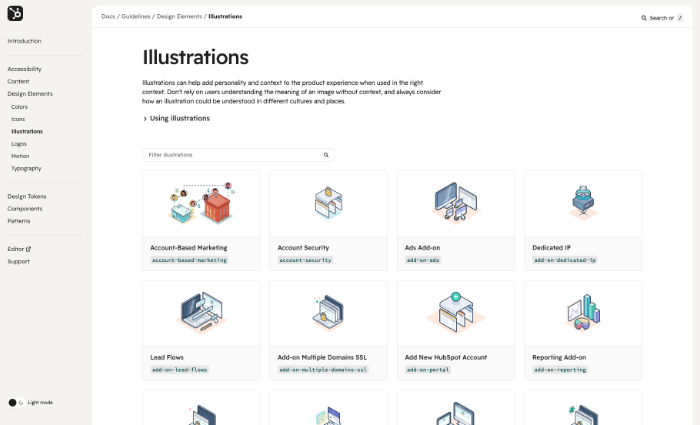 Docs / Guidelines / Design Elements / Illustrations
Search or /
Introduction
Accessibility
Content
Design Elements
Colors
Icons
Illustrations
Logos
Motion
Typography
Design Tokens
Components
Patterns
Editor
Support
Light mode
Illustrations
Illustrations can help add personality and context to the product experience when used in the right
context. Don't rely on users understanding the meaning of an image without context, and always consider
how an illustration could be understood in different cultures and places.
Using illustrations
Filter illustrations
Account-Based Marketing
account-based-marketing
Account Security
account-security
Ads Add-on
add-on-ads
Dedicated IP
add-on-dedicated-ip
Lead Flows
add-on-lead-flows
Add-on Multiple Domains SSL
add-on-multiple-domains-ssl
Add New HubSpot Account
add-on-portal
Reporting Add-on
add-on-reporting